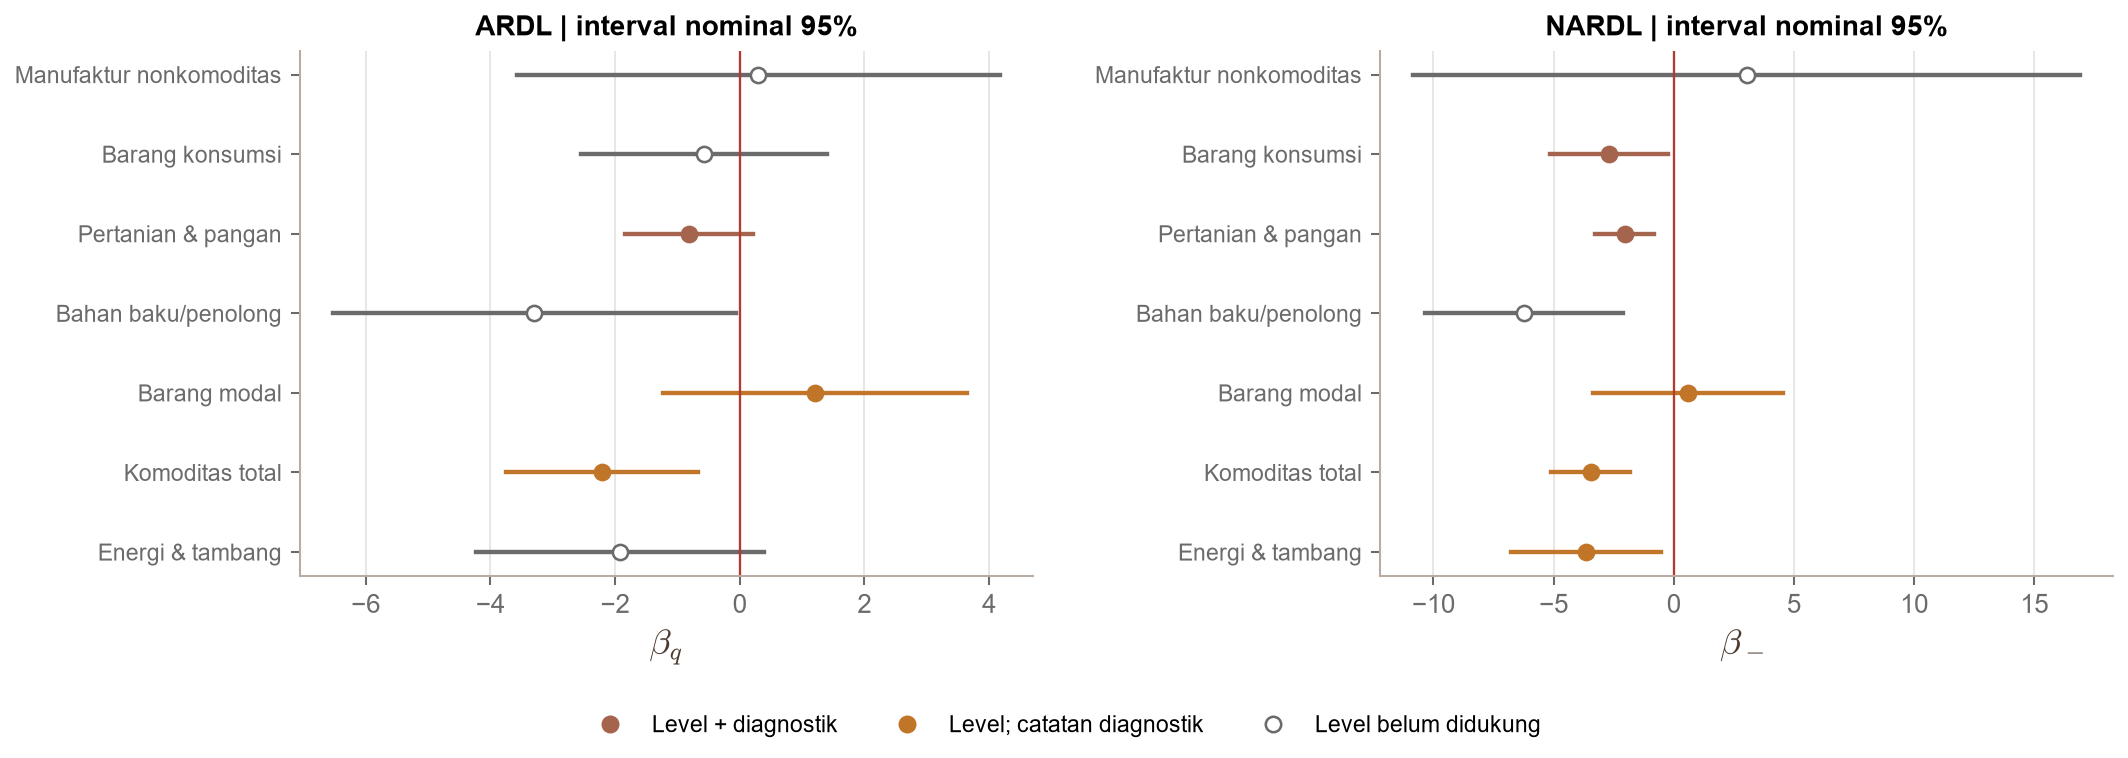 ARDL | interval nominal 95%
Manufaktur nonkomoditas
Barang konsumsi
Pertanian & pangan
Bahan baku/penolong
Barang modal
Komoditas total
Energi & tambang
−6 −4 −2 0 2 4
β_q
NARDL | interval nominal 95%
Manufaktur nonkomoditas
Barang konsumsi
Pertanian & pangan
Bahan baku/penolong
Barang modal
Komoditas total
Energi & tambang
−10 −5 0 5 10 15
β_−
Level + diagnostik Level; catatan diagnostik Level belum didukung